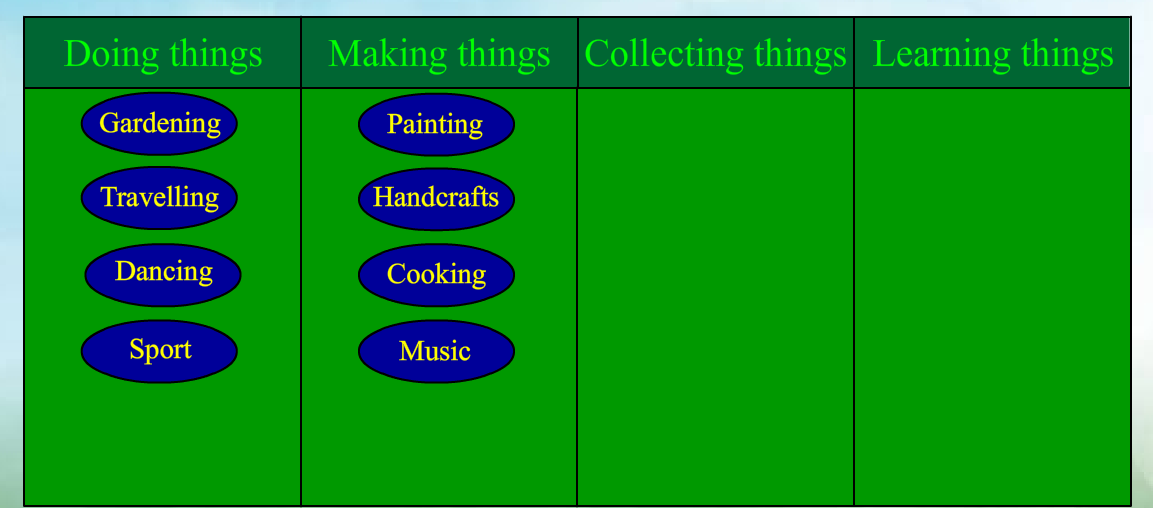 Doing things
Making things
Collecting things
Learning things
Gardening
Painting
Travelling
Handcrafts
Dancing
Cooking
Sport
Music